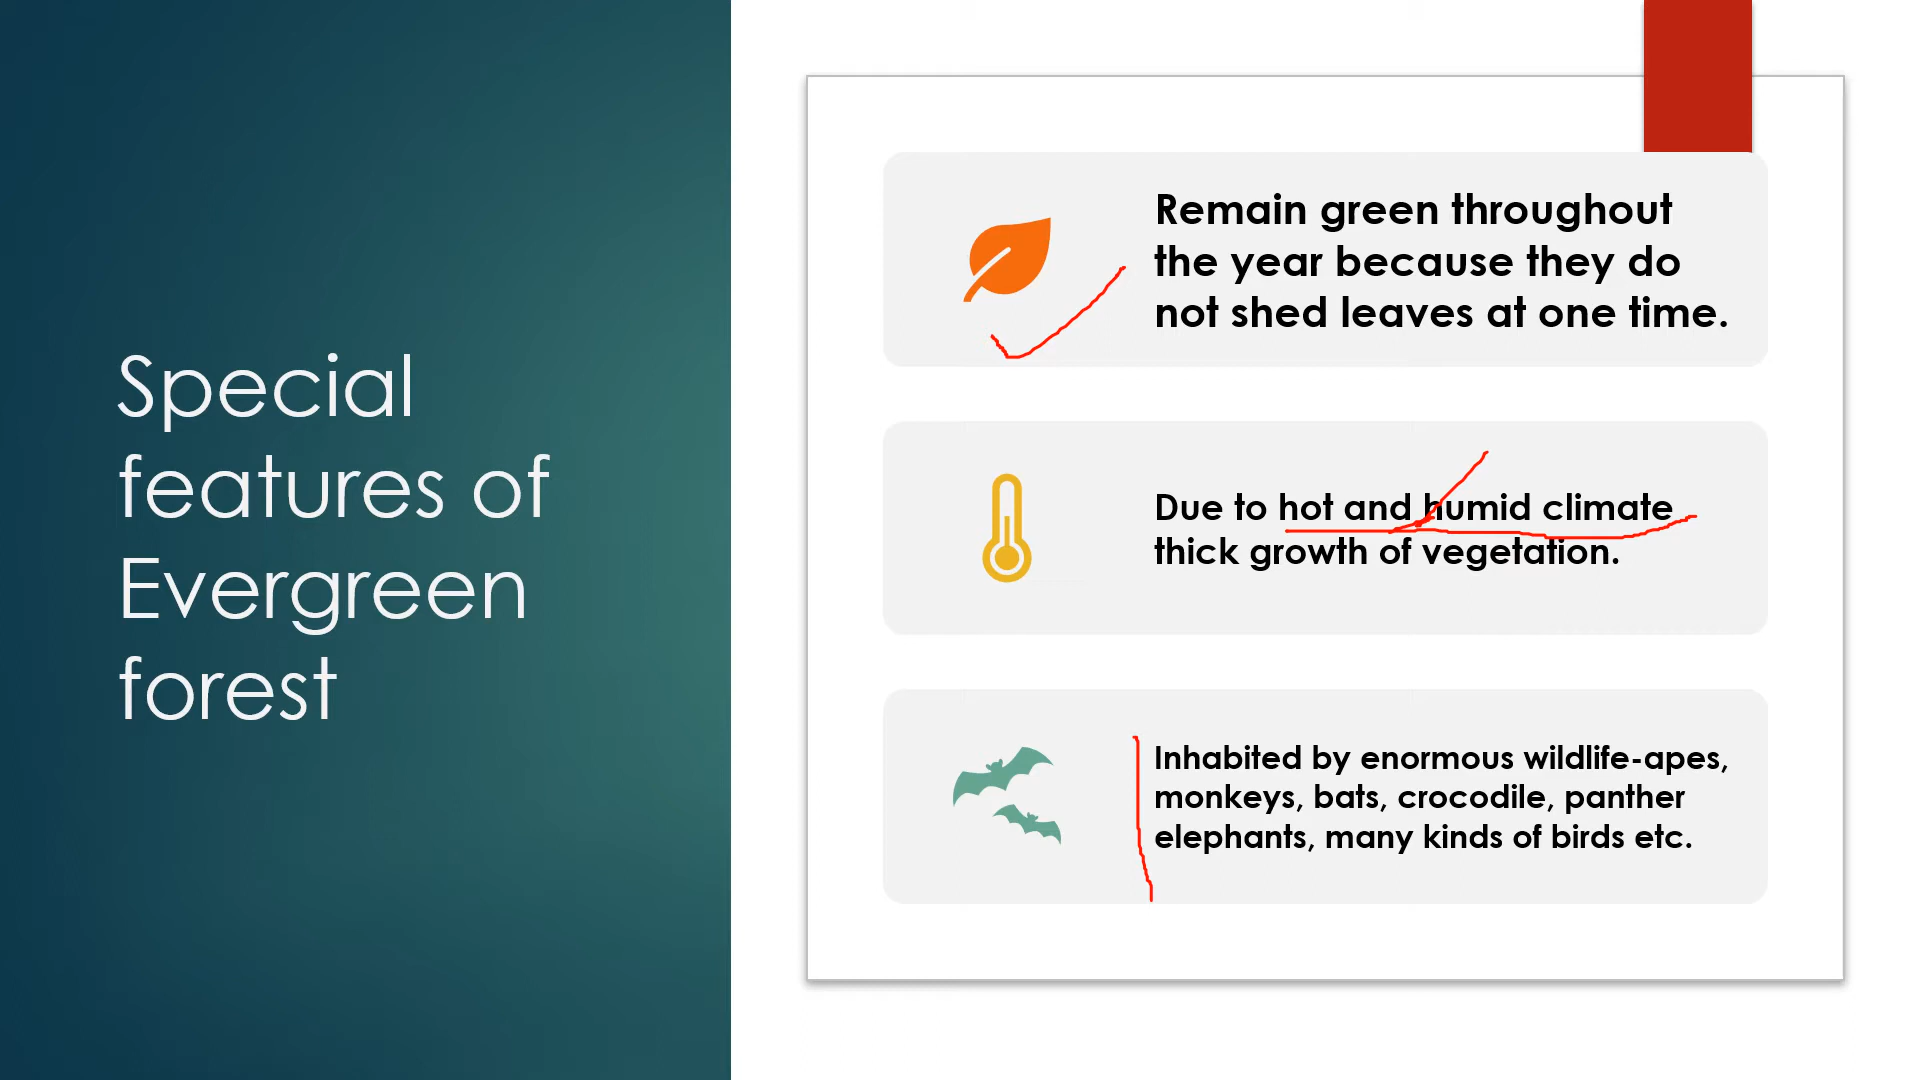 Special
features of
Evergreen
forest
Remain green throughout
the year because they do
not shed leaves at one time.
Due to hot and humid climate
thick growth of vegetation.
Inhabited by enormous wildlife-apes,
monkeys, bats, crocodile, panther
elephants, many kinds of birds etc.